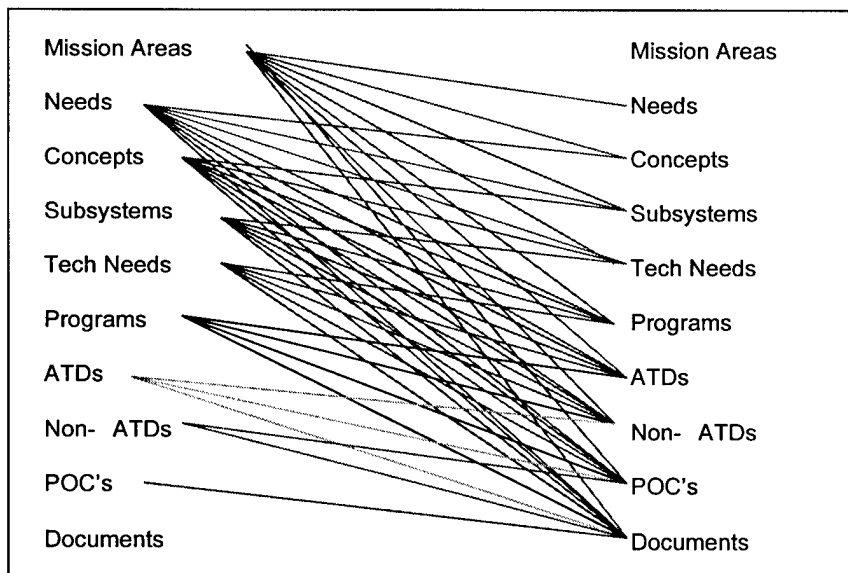 Mission Areas Mission Areas
Needs Needs
Concepts Concepts
Subsystems Subsystems
Tech Needs Tech Needs
Programs Programs
ATDs ATDs
Non- ATDs Non- ATDs
POC's POC's
Documents Documents